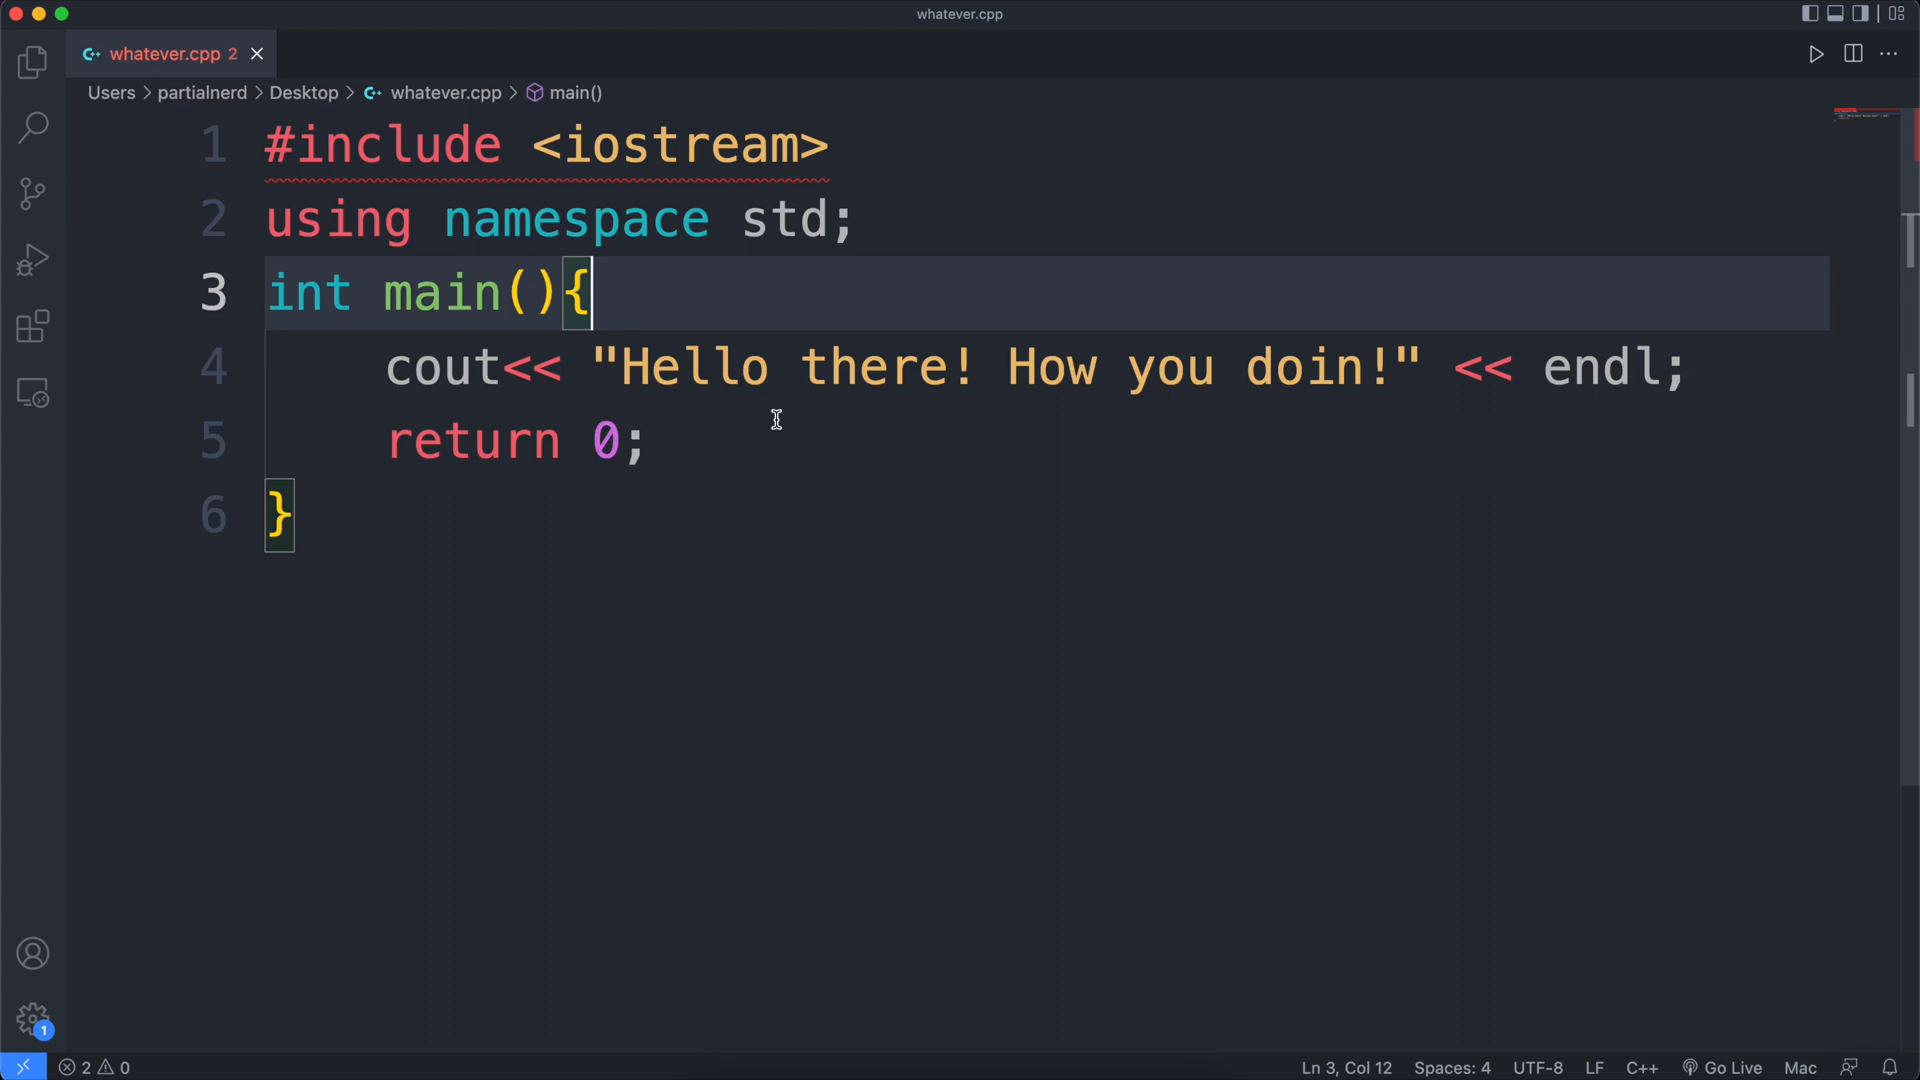 whatever.cpp
whatever.cpp 2
Users > partialnerd > Desktop > whatever.cpp > main()
1 #include <iostream>
2 using namespace std;
3 int main(){
4 cout<< "Hello there! How you doin!" << endl;
5 return 0;
6 }
1
2 0 Ln 3, Col 12 Spaces: 4 UTF-8 LF C++ Go Live Mac